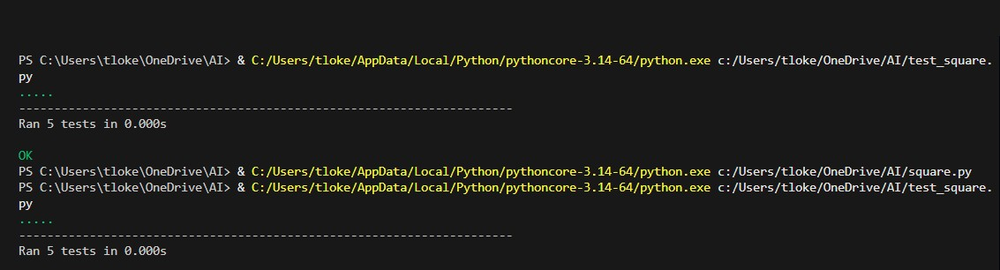 PS C:\Users\tloke\OneDrive\AI> & C:/Users/tloke/AppData/Local/Python/pythoncore-3.14-64/python.exe c:/Users/tloke/OneDrive/AI/test_square.
py
.....
----------------------------------------------------------------------
Ran 5 tests in 0.000s
OK
PS C:\Users\tloke\OneDrive\AI> & C:/Users/tloke/AppData/Local/Python/pythoncore-3.14-64/python.exe c:/Users/tloke/OneDrive/AI/square.py
PS C:\Users\tloke\OneDrive\AI> & C:/Users/tloke/AppData/Local/Python/pythoncore-3.14-64/python.exe c:/Users/tloke/OneDrive/AI/test_square.
py
.....
----------------------------------------------------------------------
Ran 5 tests in 0.000s